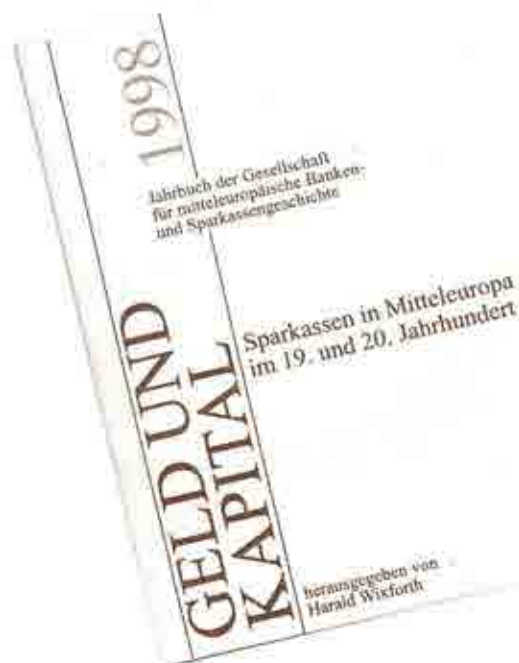 1998
Jahrbuch der Gesellschaft
für mitteleuropäische Banken-
und Sparkassengeschichte
GELD UND
KAPITAL
Sparkassen in Mitteleuropa
im 19. und 20. Jahrhundert
herausgegeben von
Harald Wixforth